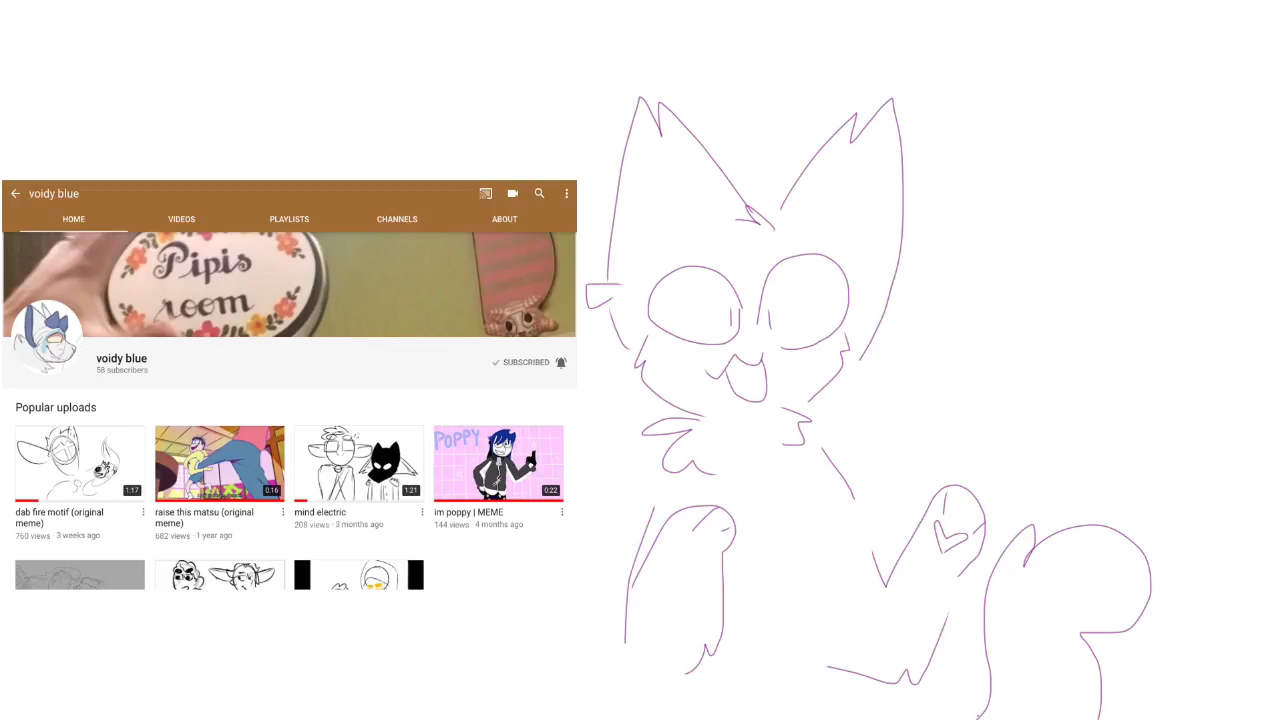 voidy blue
HOME VIDEOS PLAYLISTS CHANNELS ABOUT
Pipis
room
voidy blue
58 subscribers
SUBSCRIBED
Popular uploads
POPPY
1:17 0:16 1:21 0:22
dab fire motif (original
meme)
760 views · 3 weeks ago
raise this matsu (original
meme)
682 views · 1 year ago
mind electric
208 views · 3 months ago
im poppy | MEME
144 views · 4 months ago